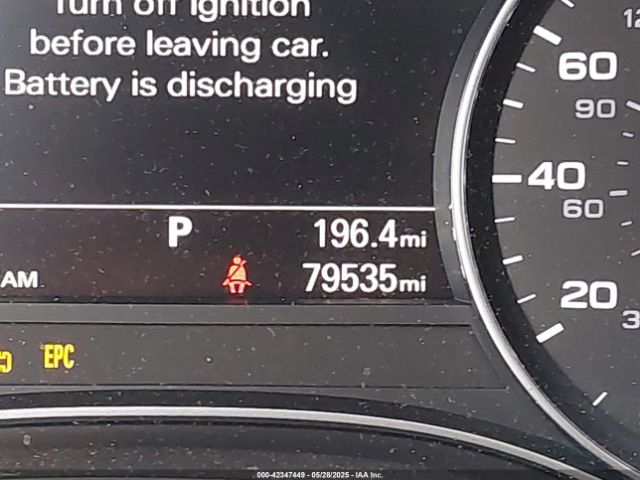 Turn off ignition
before leaving car.
Battery is discharging
P 196.4mi
AM 79535mi
EPC
60
90
40
60
20
000-42347449 - 05/28/2025 - IAA Inc.